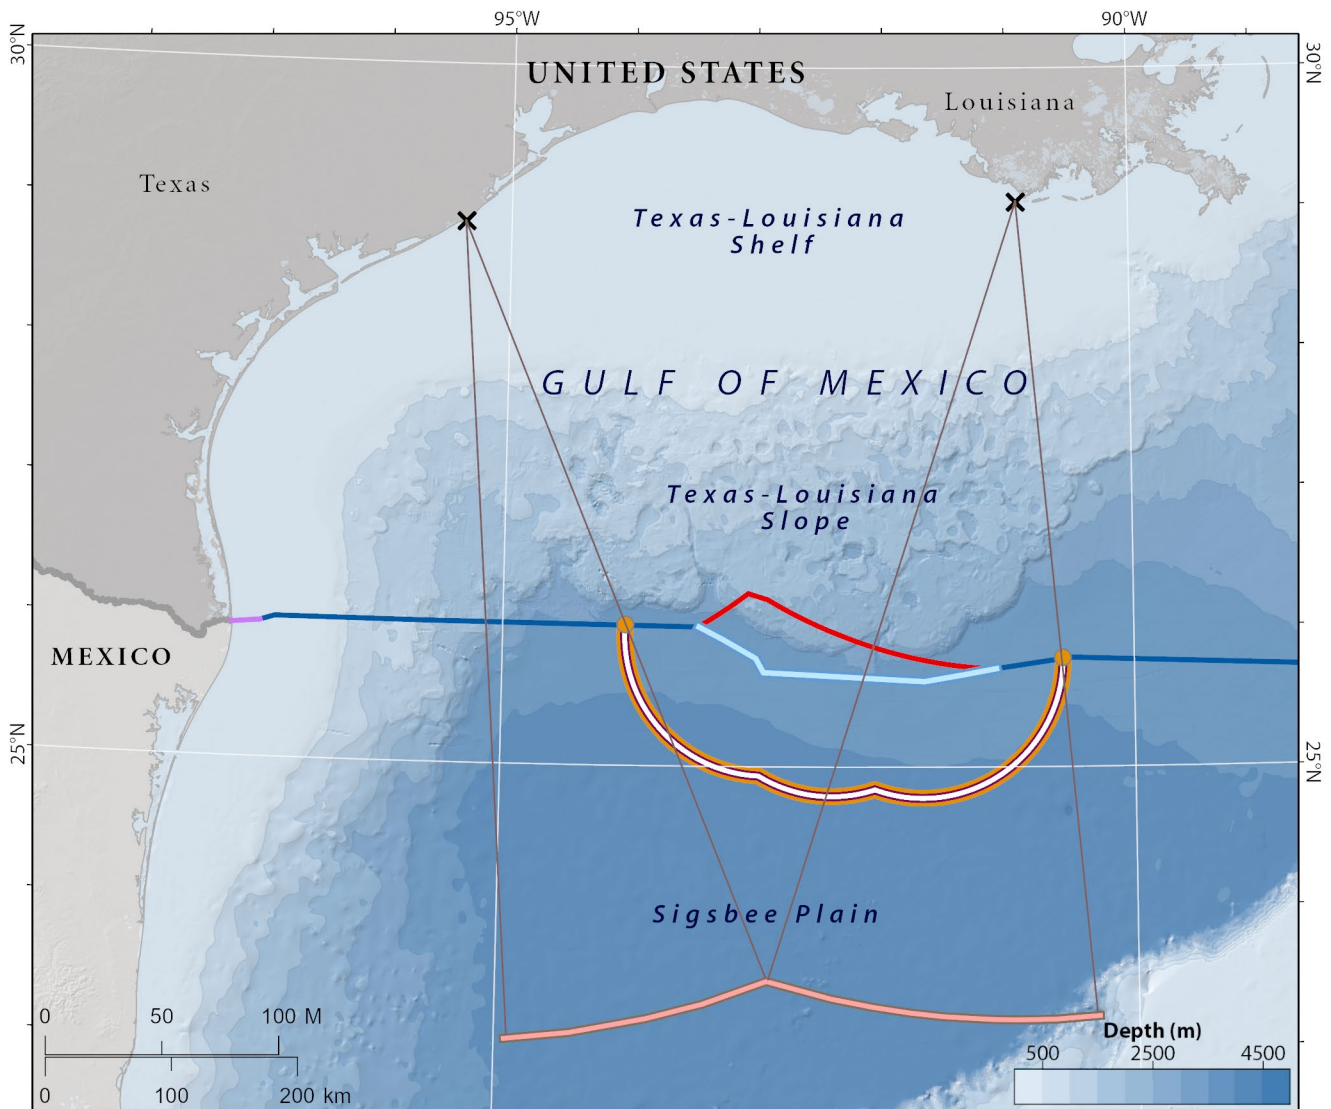 95°W 90°W
30°N
30°N
UNITED STATES
Louisiana
Texas
Texas-Louisiana
Shelf
GULF OF MEXICO
Texas-Louisiana
Slope
MEXICO
25°N
25°N
Sigsbee Plain
0 50 100 M
0 100 200 km
Depth (m)
500 2500 4500